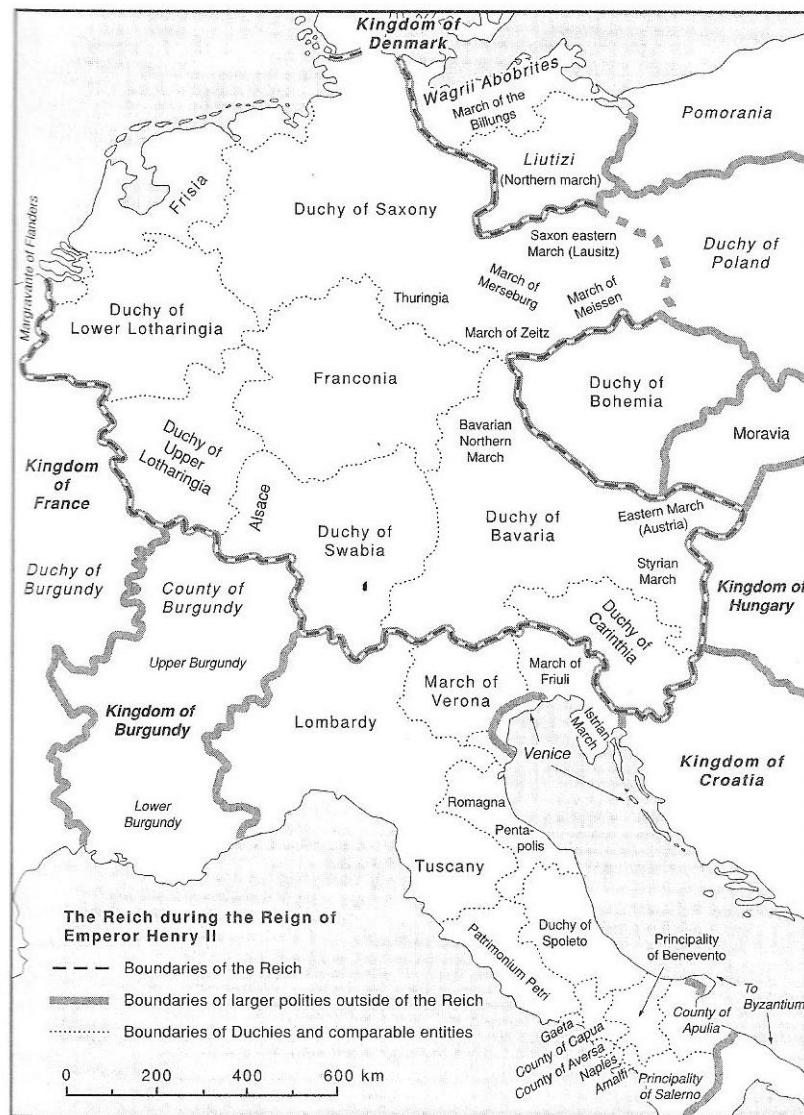 Kingdom of
Denmark
Wagrii Abobrites
March of the
Billungs
Pomorania
Liutizi
(Northern march)
Frisia
Duchy of Saxony
Margravante of Flanders
Saxon eastern
March (Lausitz)
Duchy of
Poland
March of
Merseburg
March of
Meissen
Thuringia
Duchy of
Lower Lotharingia
March of Zeitz
Franconia
Duchy of
Bohemia
Bavarian
Northern
March
Moravia
Duchy of
Upper
Lotharingia
Kingdom
of
France
Alsace
Duchy of
Swabia
Duchy of
Bavaria
Eastern March
(Austria)
Styrian
March
Duchy of
Burgundy
County of
Burgundy
Kingdom of
Hungary
Duchy of
Carinthia
Upper Burgundy
March of
Verona
March of
Friuli
Kingdom of
Burgundy
Lombardy
Istrian
March
Venice
Kingdom of
Croatia
Lower
Burgundy
Romagna
Penta-
polis
Tuscany
The Reich during the Reign of
Emperor Henry II
Boundaries of the Reich
Boundaries of larger polities outside of the Reich
Boundaries of Duchies and comparable entities
0 200 400 600 km
Duchy of
Spoleto
Patrimonium Petri
Principality
of Benevento
To
Byzantium
County of
Apulia
Gaeta
County of Capua
County of Aversa
Naples
Amalfi
Principality
of Salerno